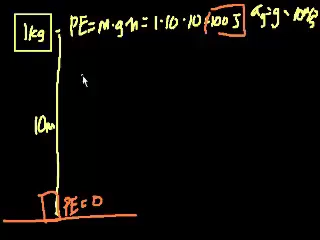 1kg - PE = m·g·h = 1·10·10 = 100 J
10m
PE = 0